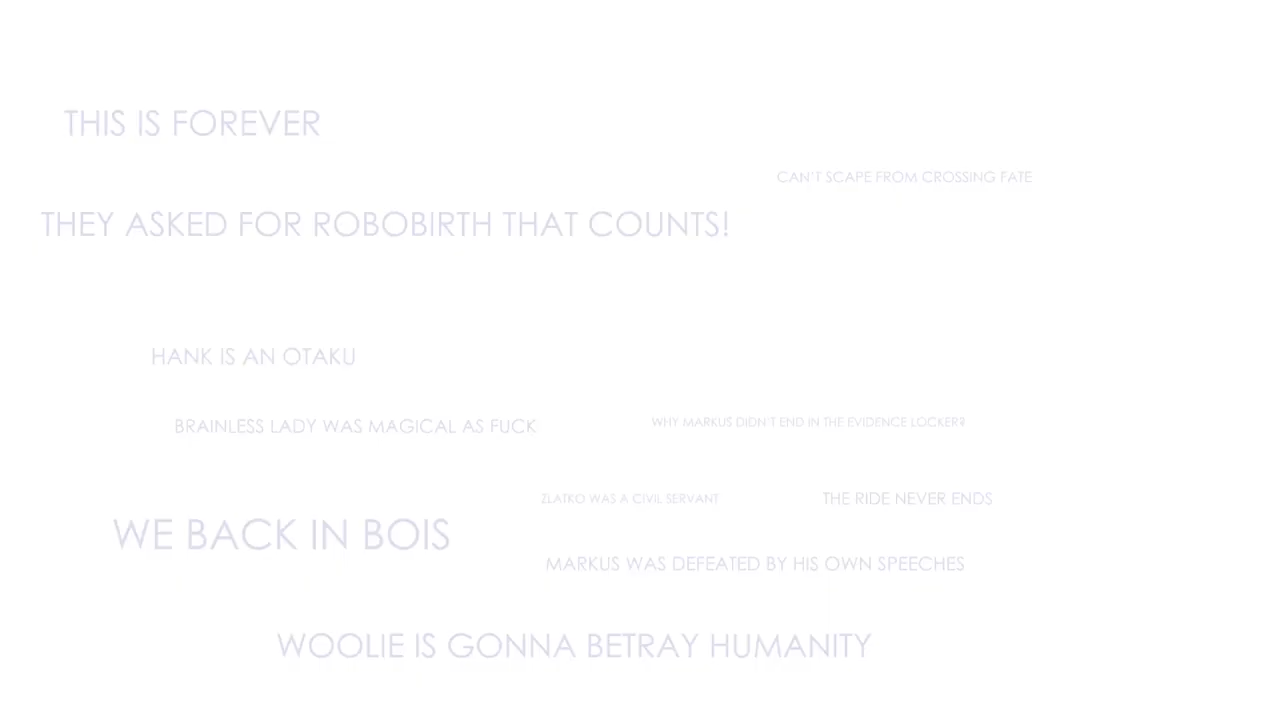 THIS IS FOREVER
CAN'T SCAPE FROM CROSSING FATE
THEY ASKED FOR ROBOBIRTH THAT COUNTS!
HANK IS AN OTAKU
BRAINLESS LADY WAS MAGICAL AS FUCK
WHY MARKUS DIDN'T END IN THE EVIDENCE LOCKER?
ZLATKO WAS A CIVIL SERVANT
THE RIDE NEVER ENDS
WE BACK IN BOIS
MARKUS WAS DEFEATED BY HIS OWN SPEECHES
WOOLIE IS GONNA BETRAY HUMANITY